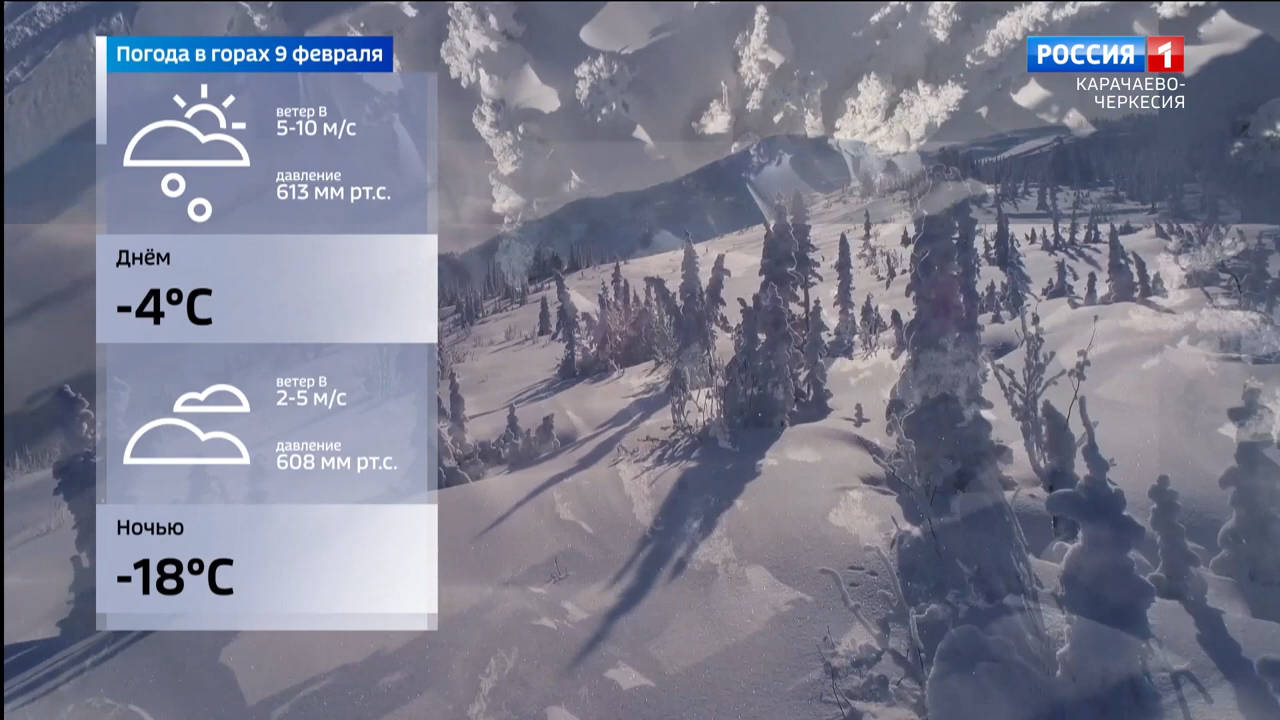 Погода в горах 9 февраля
ветер В
5-10 м/с
давление
613 мм рт.с.
Днём
-4°C
ветер В
2-5 м/с
давление
608 мм рт.с.
Ночью
-18°C
РОССИЯ 1
КАРАЧАЕВО-
ЧЕРКЕСИЯ